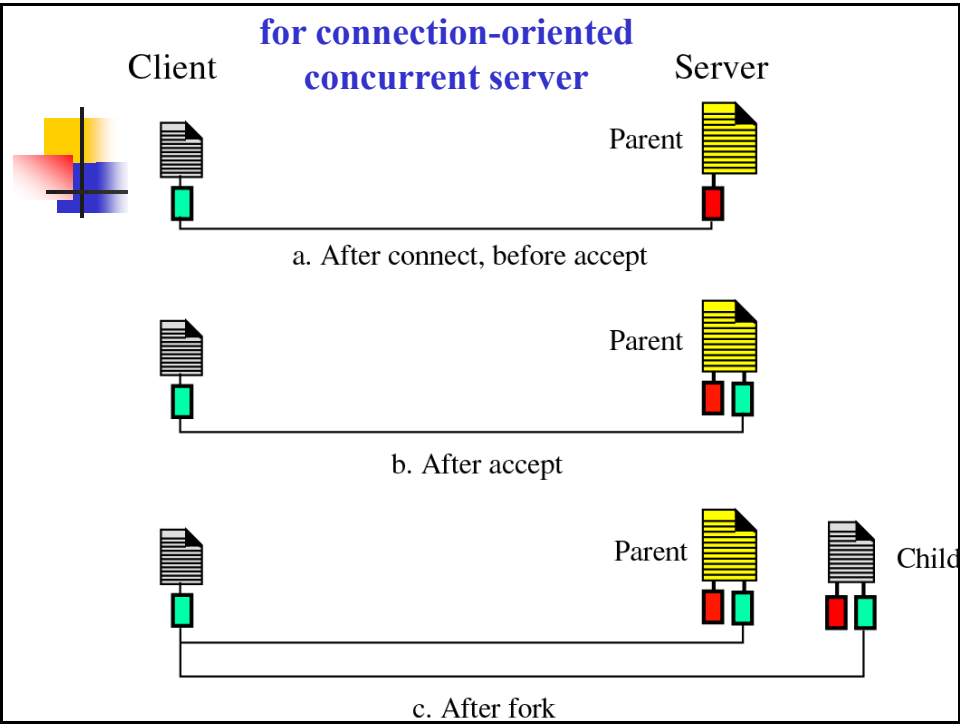 for connection-oriented
concurrent server
Client
Server
Parent
a. After connect, before accept
Parent
b. After accept
Parent
Child
c. After fork